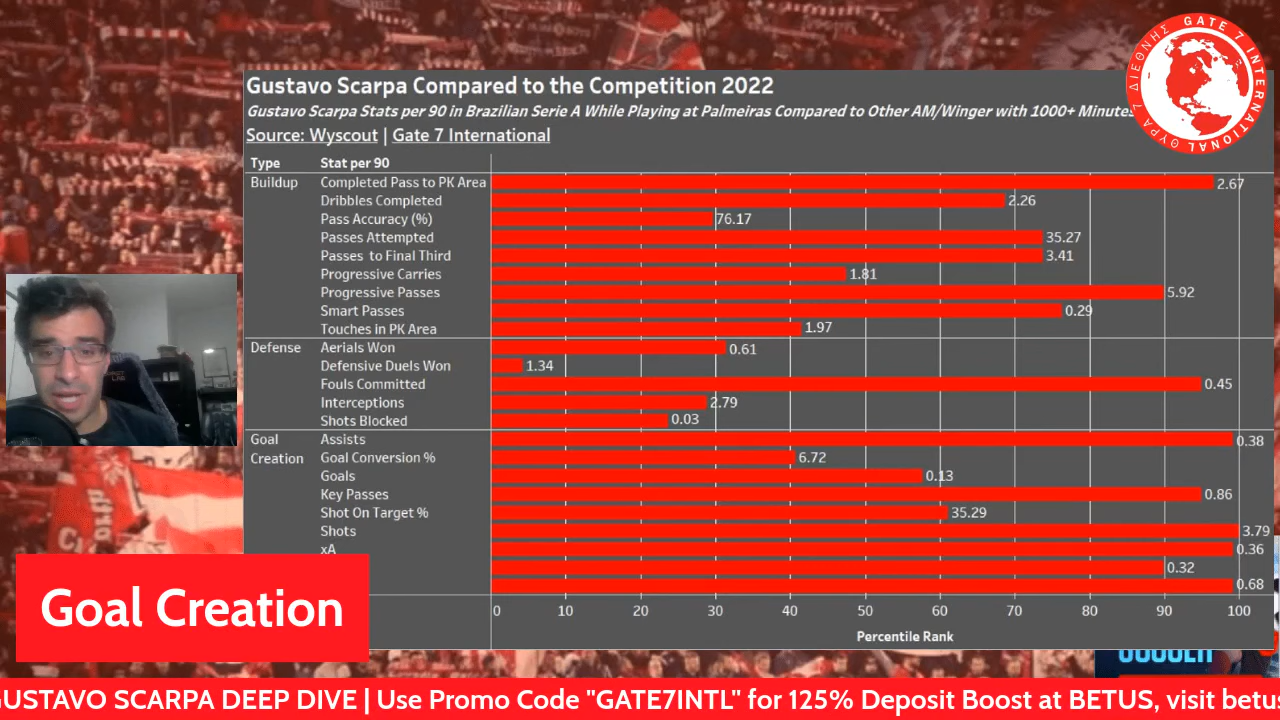 Gustavo Scarpa Compared to the Competition 2022
Gustavo Scarpa Stats per 90 in Brazilian Serie A While Playing at Palmeiras Compared to Other AM/Winger with 1000+ Minutes
Source: Wyscout | Gate 7 International
GATE 7 INTERNATIONAL ΘΥΡΑ 7 ΔΙΕΘΝΗΣ
Type Stat per 90
Buildup Completed Pass to PK Area 2.67
Dribbles Completed 2.26
Pass Accuracy (%) 76.17
Passes Attempted 35.27
Passes to Final Third 3.41
Progressive Carries 1.81
Progressive Passes 5.92
Smart Passes 0.29
Touches in PK Area 1.97
Defense Aerials Won 0.61
Defensive Duels Won 1.34
Fouls Committed 0.45
Interceptions 2.79
Shots Blocked 0.03
Goal Assists 0.38
Creation Goal Conversion % 6.72
Goals 0.13
Key Passes 0.86
Shot On Target % 35.29
Shots 3.79
xA 0.36
0.32
0.68
0 10 20 30 40 50 60 70 80 90 100
Percentile Rank
Goal Creation
GUSTAVO SCARPA DEEP DIVE | Use Promo Code "GATE7INTL" for 125% Deposit Boost at BETUS, visit betus